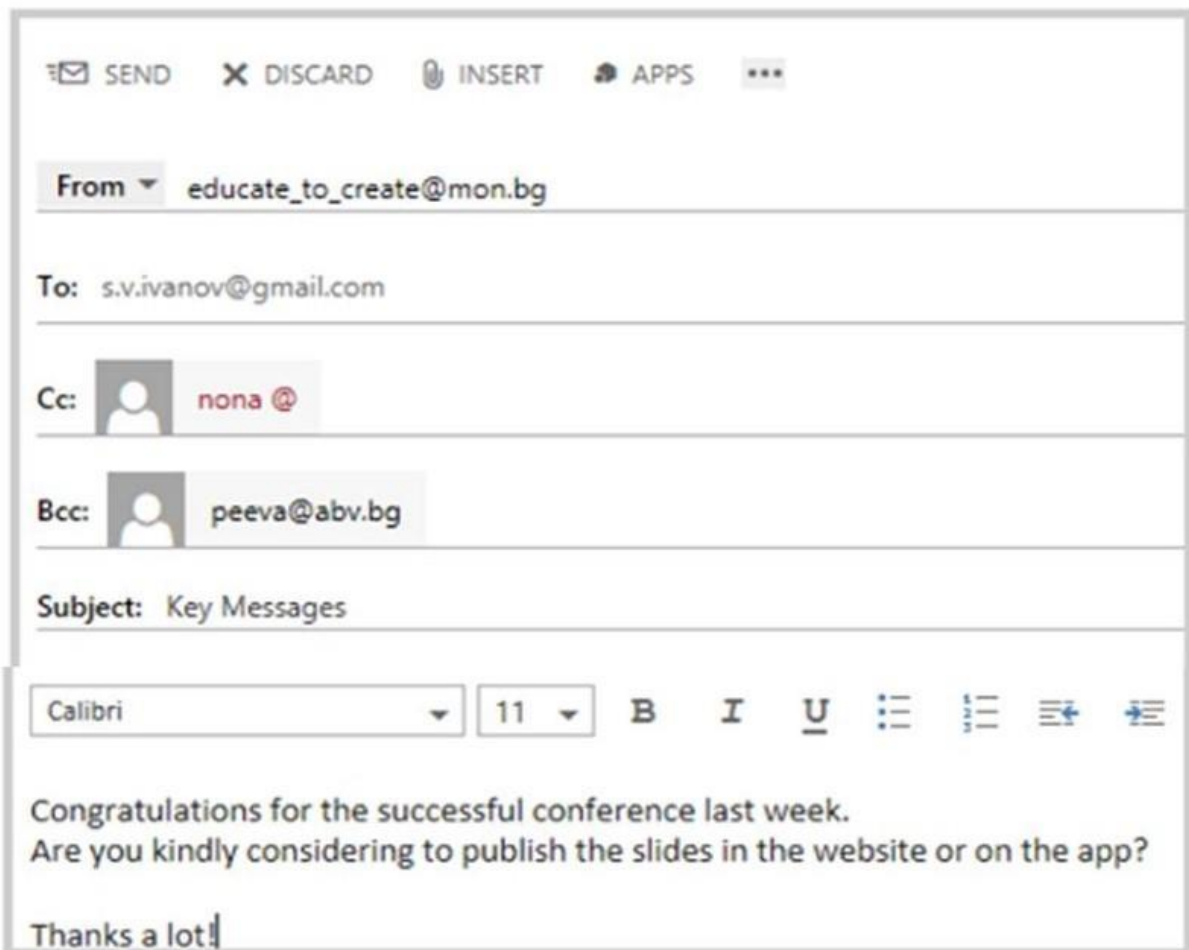 SEND DISCARD INSERT APPS ...
From educate_to_create@mon.bg
To: s.v.ivanov@gmail.com
Cc: nona @
Bcc: peeva@abv.bg
Subject: Key Messages
Calibri 11 B I U
Congratulations for the successful conference last week.
Are you kindly considering to publish the slides in the website or on the app?
Thanks a lot!